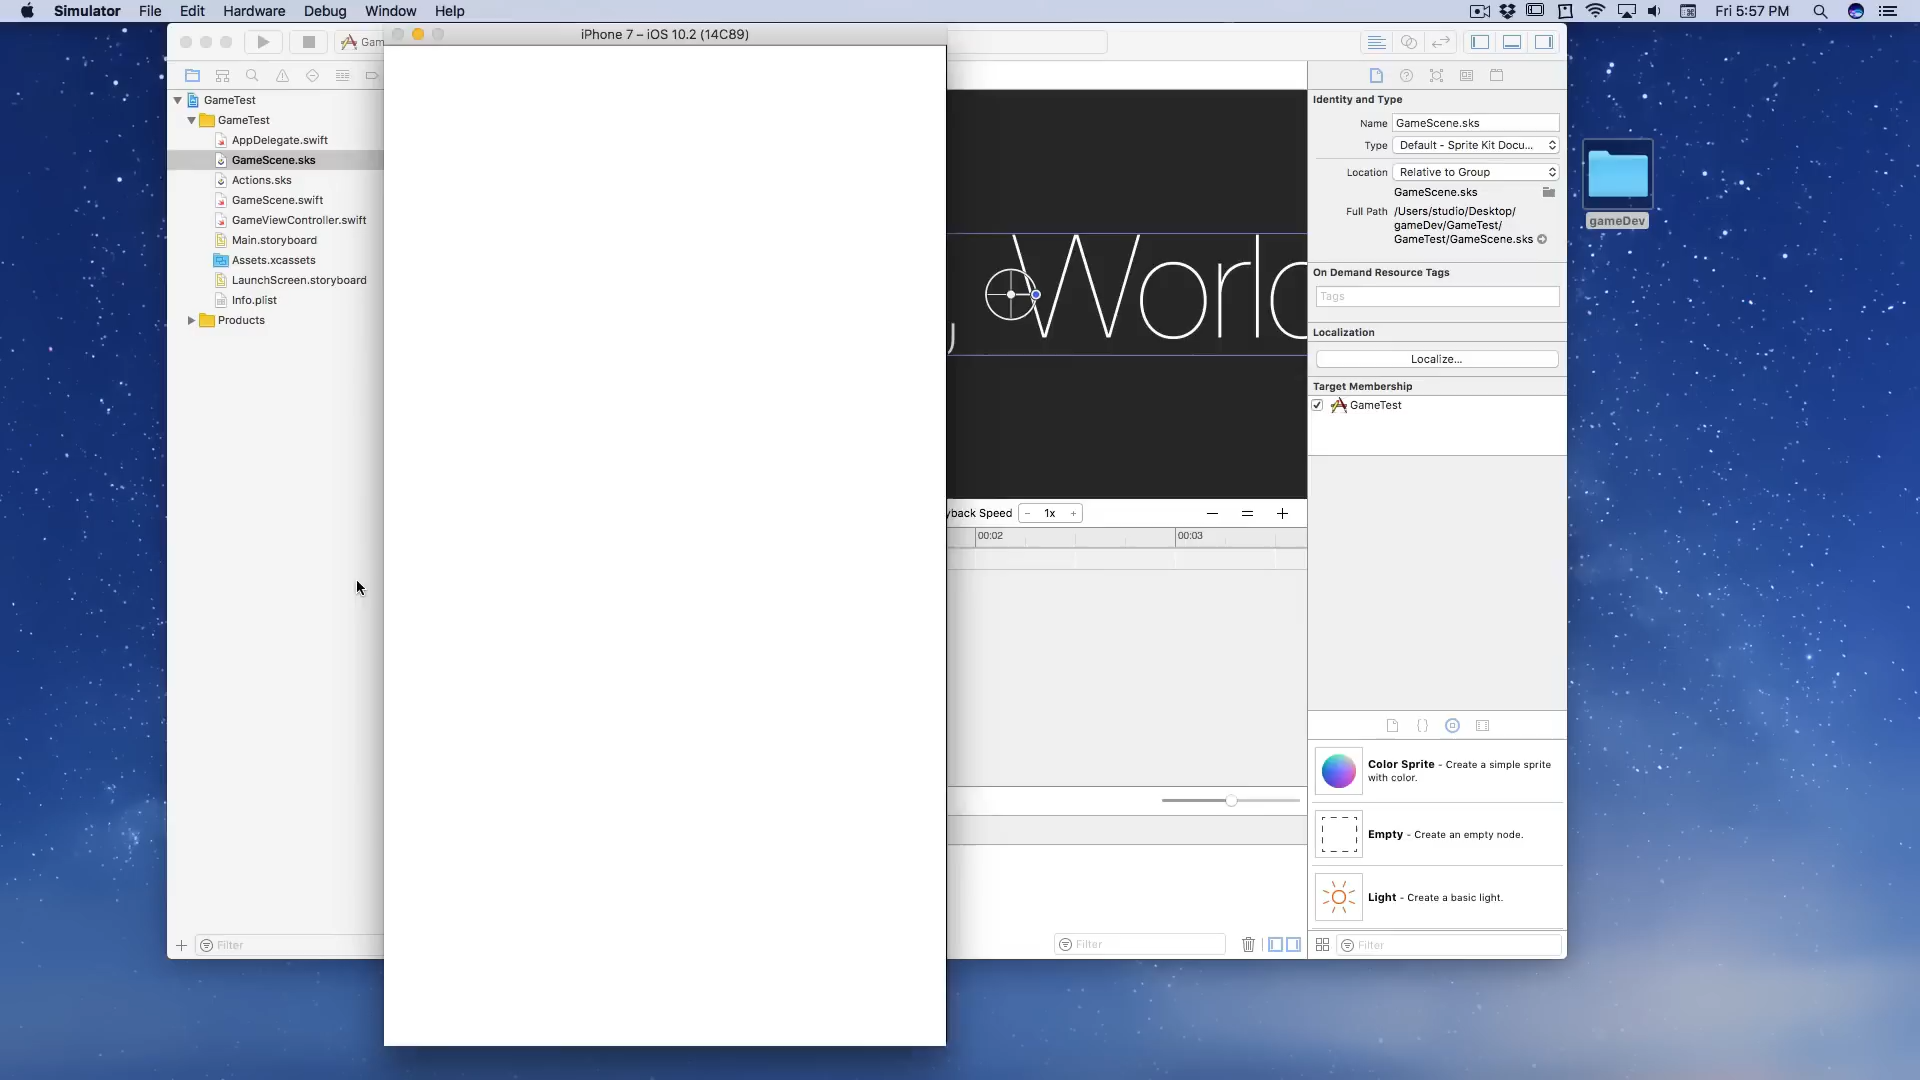 Simulator File Edit Hardware Debug Window Help
Fri 5:57 PM
Gam
iPhone 7 – iOS 10.2 (14C89)
GameTest
GameTest
AppDelegate.swift
GameScene.sks
Actions.sks
GameScene.swift
GameViewController.swift
Main.storyboard
Assets.xcassets
LaunchScreen.storyboard
Info.plist
Products
Filter
, World
yback Speed - 1x +
00:02
00:03
Filter
Identity and Type
Name GameScene.sks
Type Default - Sprite Kit Docu...
Location Relative to Group
GameScene.sks
Full Path /Users/studio/Desktop/
gameDev/GameTest/
GameTest/GameScene.sks
On Demand Resource Tags
Tags
Localization
Localize...
Target Membership
GameTest
Color Sprite - Create a simple sprite
with color.
Empty - Create an empty node.
Light - Create a basic light.
Filter
gameDev